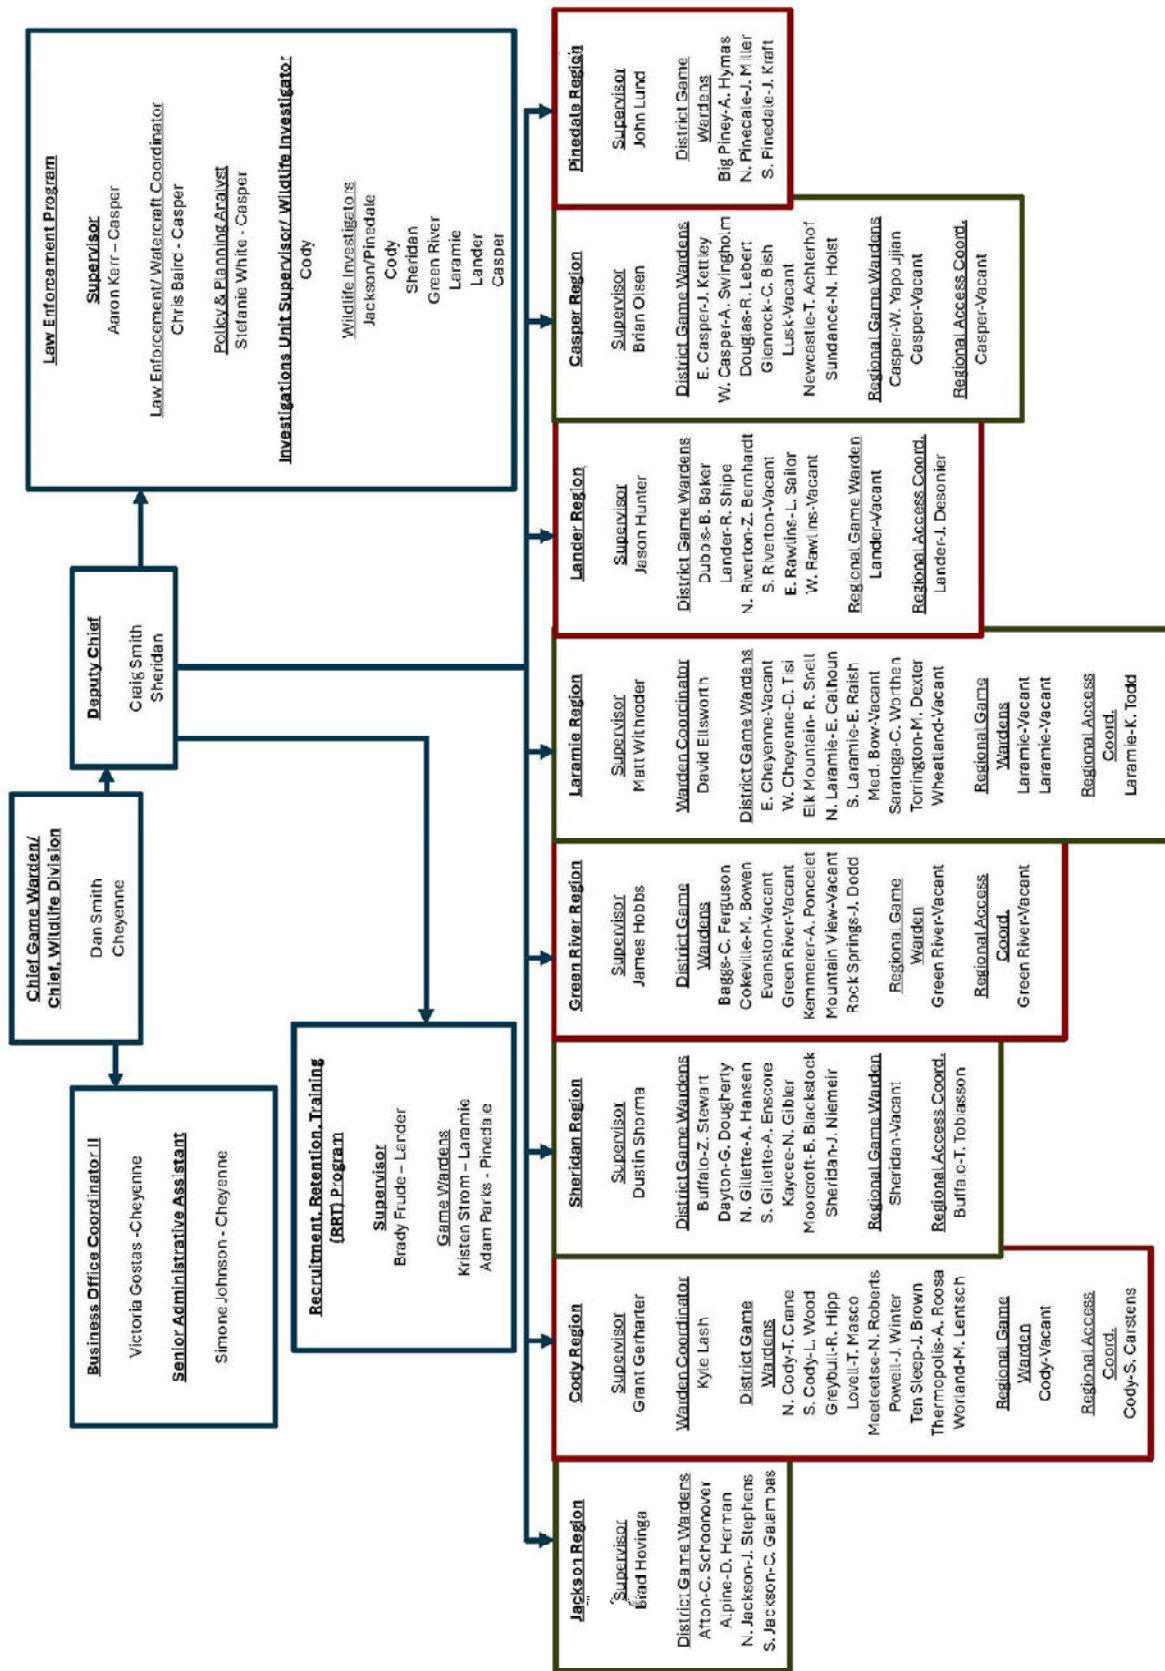 Chief Game Warden/
Chief, Wildlife Division
Dan Smith
Cheyenne
Business Office Coordinator II
Victoria Gostas -Cheyenne
Senior Administrative Assistant
Simone Johnson - Cheyenne
Deputy Chief
Craig Smith
Sheridan
Law Enforcement Program
Supervisor
Aaron Kerr – Casper
Law Enforcement/ Watercraft Coordinator
Chris Baird - Casper
Policy & Planning Analyst
Stefanie White - Casper
Investigations Unit Supervisor/ Wildlife Investigator
Cody
Wildlife Investigators
Jackson/Pinedale
Cody
Sheridan
Green River
Laramie
Lander
Casper
Recruitment, Retention, Training
(RRT) Program
Supervisor
Brady Frude – Lander
Game Wardens
Kristen Strom – Laramie
Adam Parks - Pinedale
Jackson Region
Supervisor
Brad Hovinga
District Game Wardens
Afton-C. Schoonover
Alpine-D. Herman
N. Jackson-J. Stephens
S. Jackson-C. Galambas
Cody Region
Supervisor
Grant Gerharter
Warden Coordinator
Kyle Lash
District Game
Wardens
N. Cody-T. Crane
S. Cody-L. Wood
Greybull-R. Hipp
Lovell-T. Masco
Meeteetse-N. Roberts
Powell-J. Winter
Ten Sleep-J. Brown
Thermopolis-A. Roosa
Worland-M. Lentsch
Regional Game
Warden
Cody-Vacant
Regional Access
Coord.
Cody-S. Carstens
Sheridan Region
Supervisor
Dustin Shorma
District Game Wardens
Buffalo-Z. Stewart
Dayton-G. Dougherty
N. Gillette-A. Hansen
S. Gillette-A. Enscore
Kaycee-N. Gibler
Moorcroft-B. Blackstock
Sheridan-J. Niemeir
Regional Game Warden
Sheridan-Vacant
Regional Access Coord.
Buffalo-T. Tobiasson
Green River Region
Supervisor
James Hobbs
District Game
Wardens
Baggs-C. Ferguson
Cokeville-M. Bowen
Evanston-Vacant
Green River-Vacant
Kemmerer-A. Poncelet
Mountain View-Vacant
Rock Springs-J. Dodd
Regional Game
Warden
Green River-Vacant
Regional Access
Coord.
Green River-Vacant
Laramie Region
Supervisor
Matt Withroder
Warden Coordinator
David Ellsworth
District Game Wardens
E. Cheyenne-Vacant
W. Cheyenne-D. Tisi
Elk Mountain- R. Snell
N. Laramie-E. Calhoun
S. Laramie-E. Raish
Med. Bow-Vacant
Saratoga-C. Worthen
Torrington-M. Dexter
Wheatland-Vacant
Regional Game
Wardens
Laramie-Vacant
Laramie-Vacant
Regional Access
Coord.
Laramie-K. Todd
Lander Region
Supervisor
Jason Hunter
District Game Wardens
Dubois-B. Baker
Lander-R. Shipe
N. Riverton-Z. Bernhardt
S. Riverton-Vacant
E. Rawlins-L. Sailor
W. Rawlins-Vacant
Regional Game Warden
Lander-Vacant
Regional Access Coord.
Lander-J. Desonier
Casper Region
Supervisor
Brian Olsen
District Game Wardens
E. Casper-J. Kettley
W. Casper-A. Swingholm
Douglas-R. Lebert
Glenrock-C. Bish
Lusk-Vacant
Newcastle-T. Achterhof
Sundance-N. Holst
Regional Game Wardens
Casper-W. Yapoujian
Casper-Vacant
Regional Access Coord.
Casper-Vacant
Pinedale Region
Supervisor
John Lund
District Game
Wardens
Big Piney-A. Hymas
N. Pinedale-J. Miller
S. Pinedale-J. Kraft